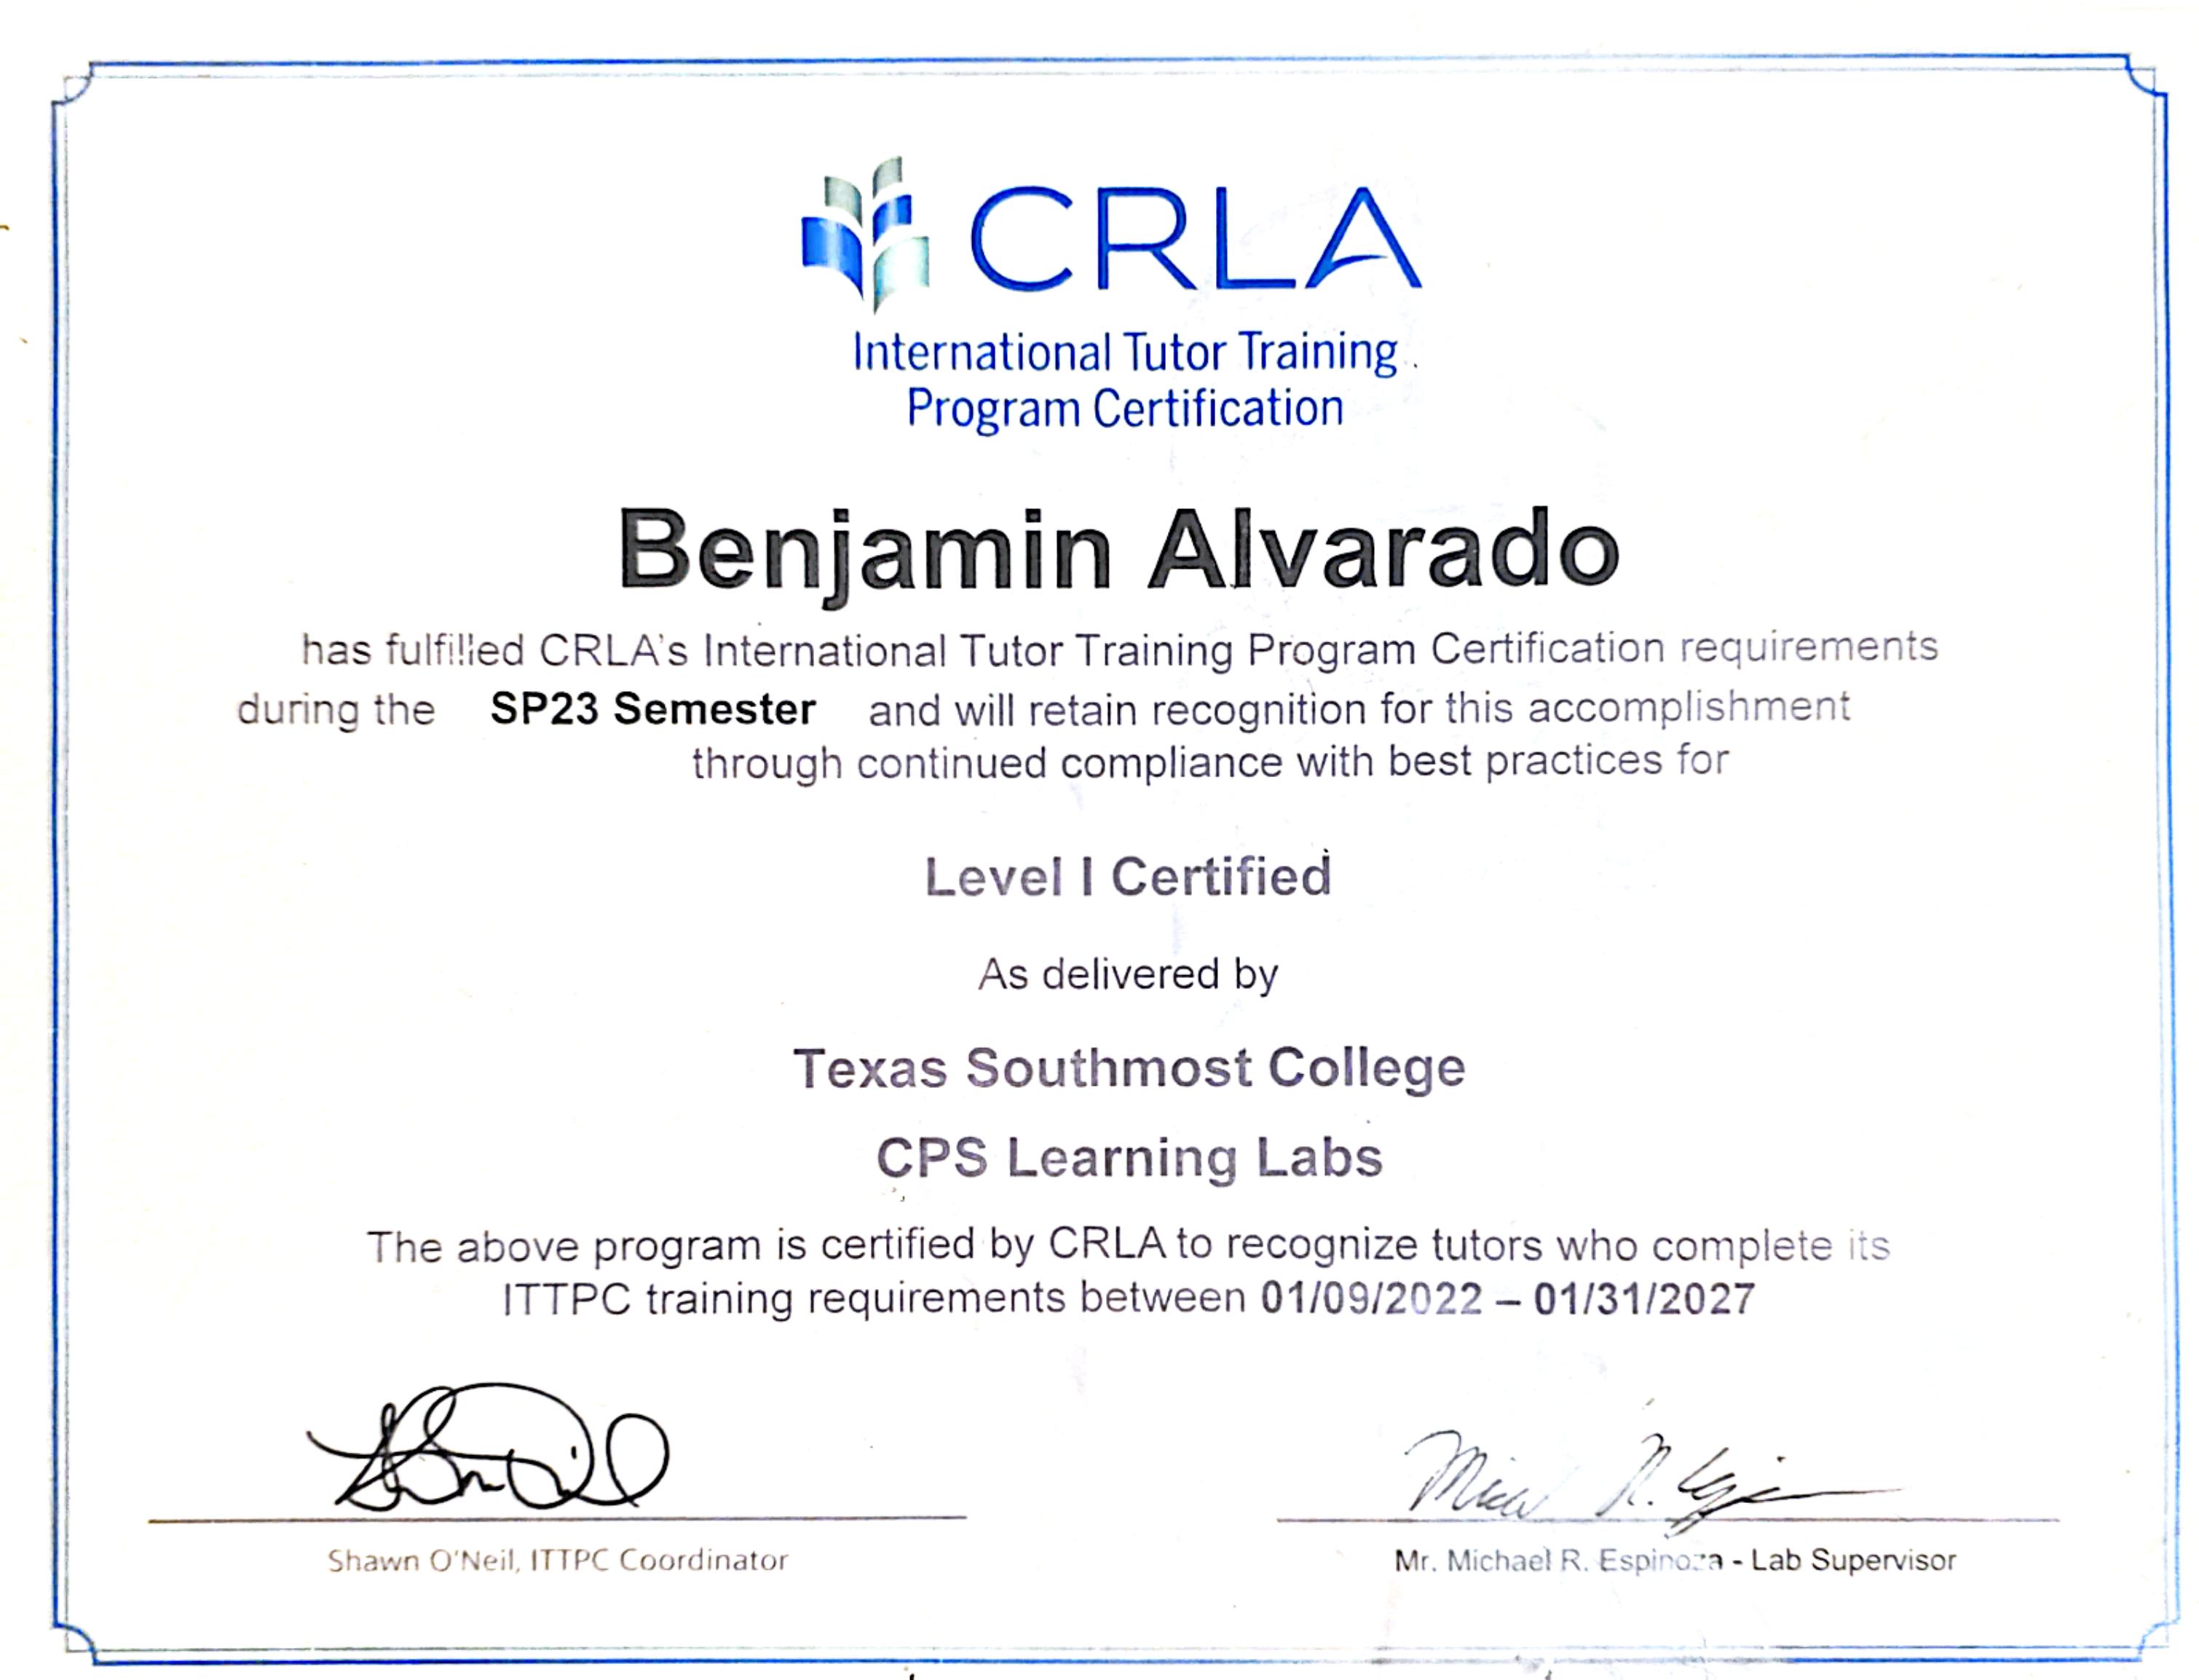 CRLA
International Tutor Training
Program Certification
Benjamin Alvarado
has fulfilled CRLA's International Tutor Training Program Certification requirements
during the SP23 Semester and will retain recognition for this accomplishment
through continued compliance with best practices for
Level I Certified
As delivered by
Texas Southmost College
CPS Learning Labs
The above program is certified by CRLA to recognize tutors who complete its
ITTPC training requirements between 01/09/2022 – 01/31/2027
Shawn O'Neil, ITTPC Coordinator
Mr. Michael R. Espinoza - Lab Supervisor